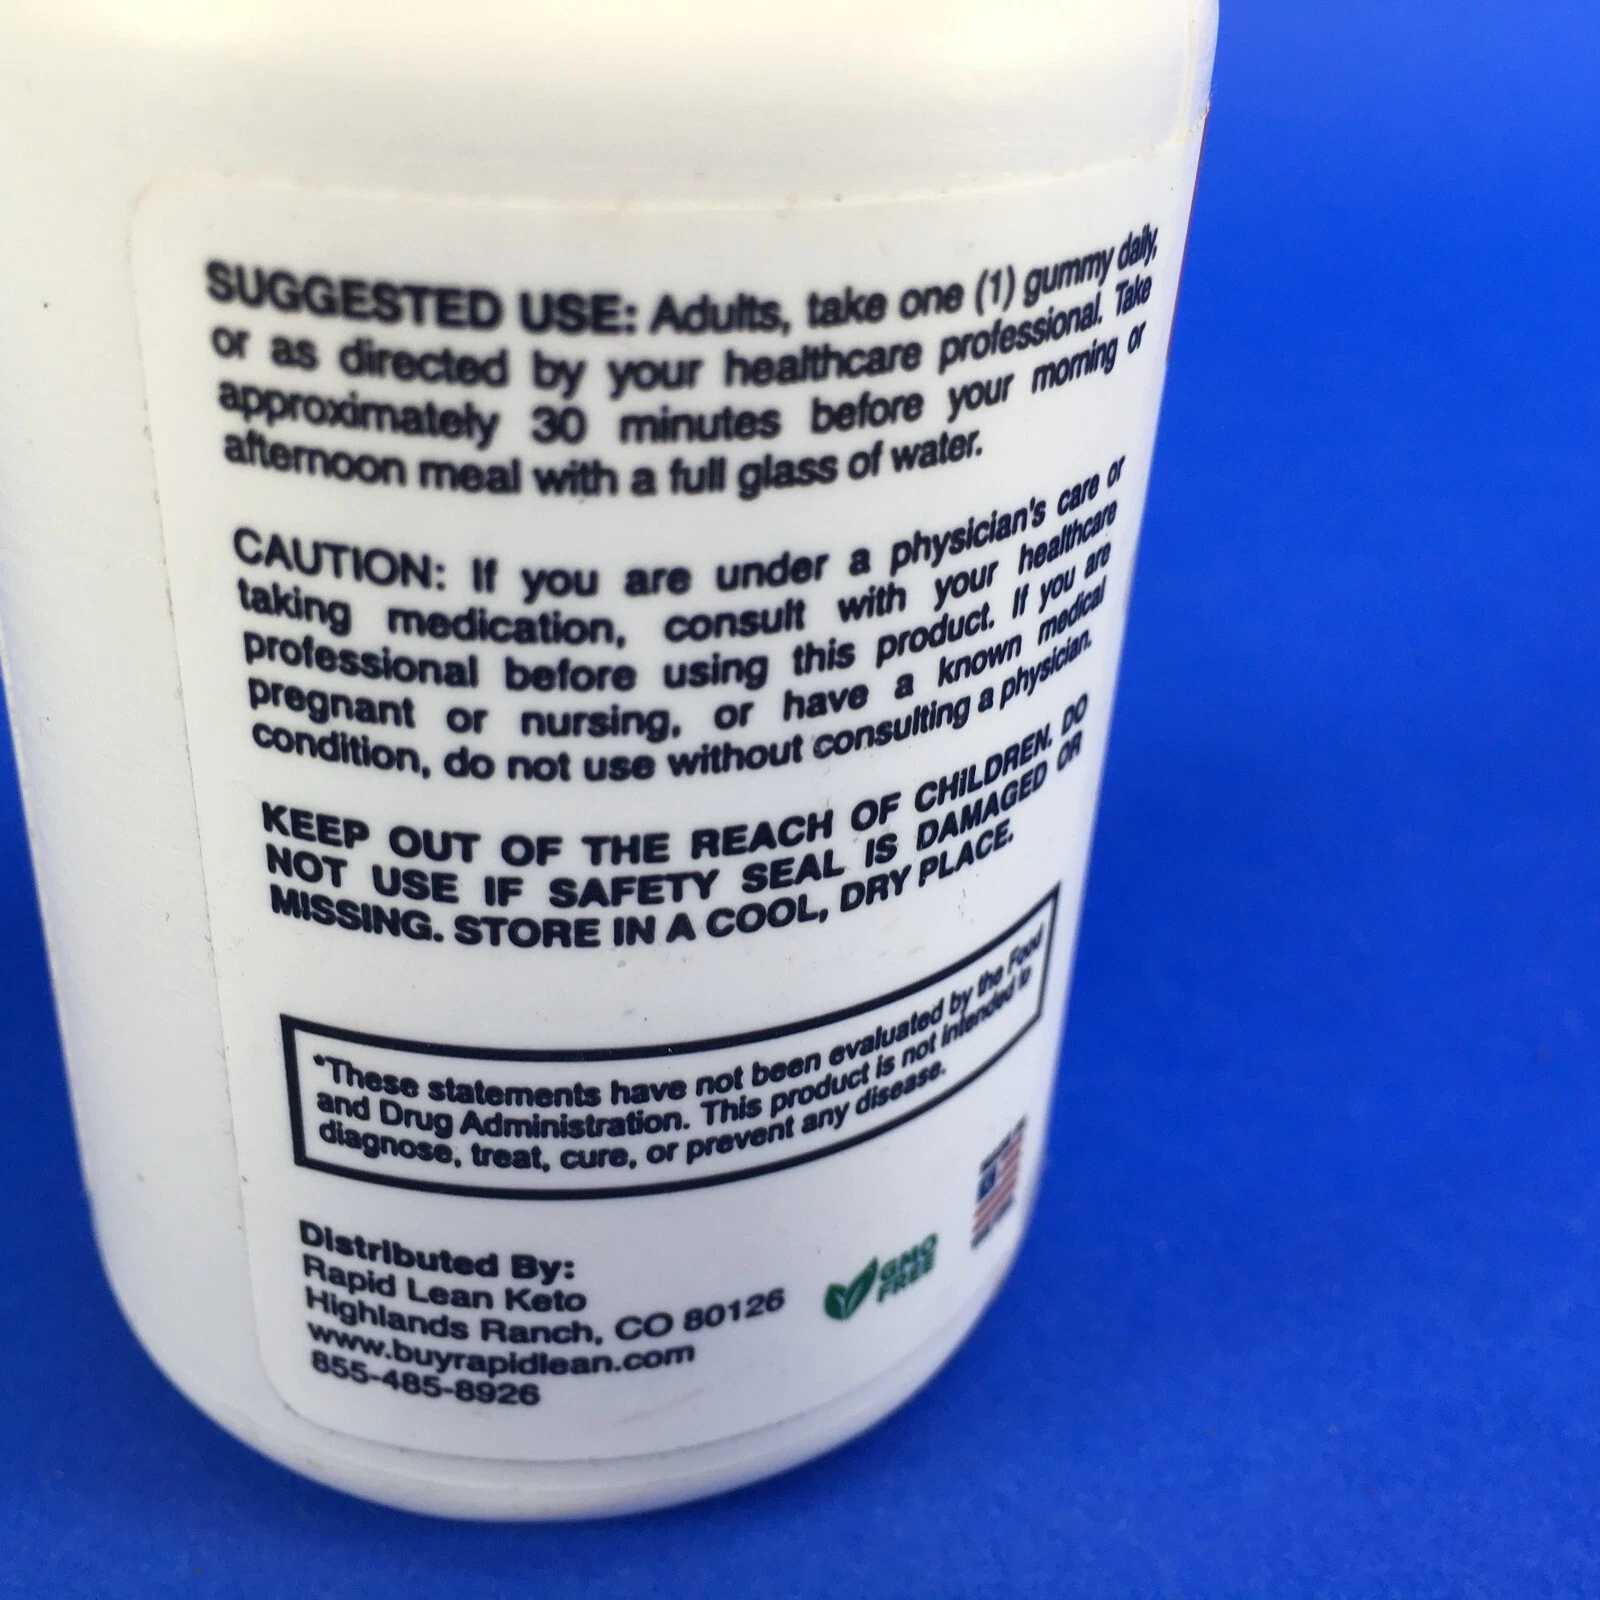 SUGGESTED USE: Adults, take one (1) gummy daily,
or as directed by your healthcare professional. Take
approximately 30 minutes before your morning or
afternoon meal with a full glass of water.
CAUTION: If you are under a physician's care or
taking medication, consult with your healthcare
professional before using this product. If you are
pregnant or nursing, or have a known medical
condition, do not use without consulting a physician.
KEEP OUT OF THE REACH OF CHILDREN. DO
NOT USE IF SAFETY SEAL IS DAMAGED OR
MISSING. STORE IN A COOL, DRY PLACE.
*These statements have not been evaluated by the Food
and Drug Administration. This product is not intended to
diagnose, treat, cure, or prevent any disease.
Distributed By:
Rapid Lean Keto
Highlands Ranch, CO 80126
www.buyrapidlean.com
855-485-8926
GMO
FREE